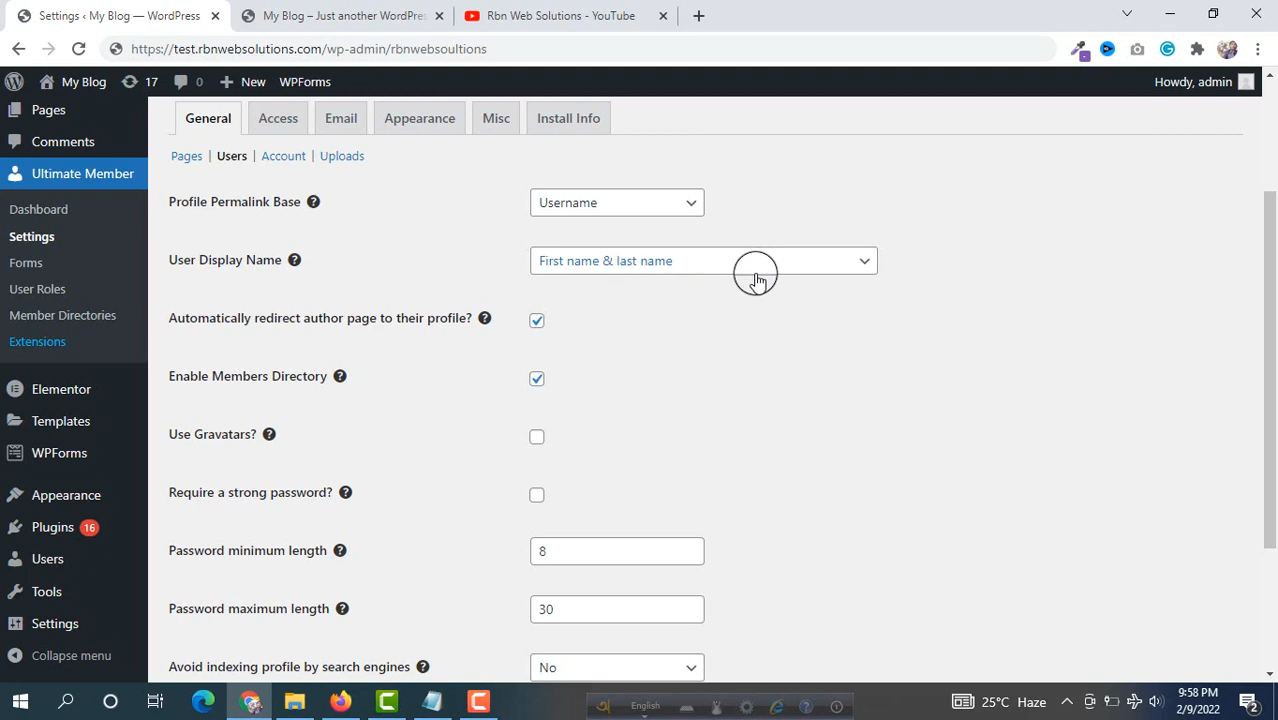 Settings ‹ My Blog — WordPress
My Blog – Just another WordPres
Rbn Web Solutions - YouTube
https://test.rbnwebsolutions.com/wp-admin/rbnwebsoultions
My Blog
17
0
New
WPForms
Howdy, admin
Pages
Comments
Ultimate Member
Dashboard
Settings
Forms
User Roles
Member Directories
Extensions
Elementor
Templates
WPForms
Appearance
Plugins 16
Users
Tools
Settings
Collapse menu
General
Access
Email
Appearance
Misc
Install Info
Pages | Users | Account | Uploads
Profile Permalink Base ?
Username
User Display Name ?
First name & last name
Automatically redirect author page to their profile? ?
Enable Members Directory ?
Use Gravatars? ?
Require a strong password? ?
Password minimum length ?
8
Password maximum length ?
30
Avoid indexing profile by search engines ?
No
English
25°C Haze
9:58 PM
2/9/2022
2